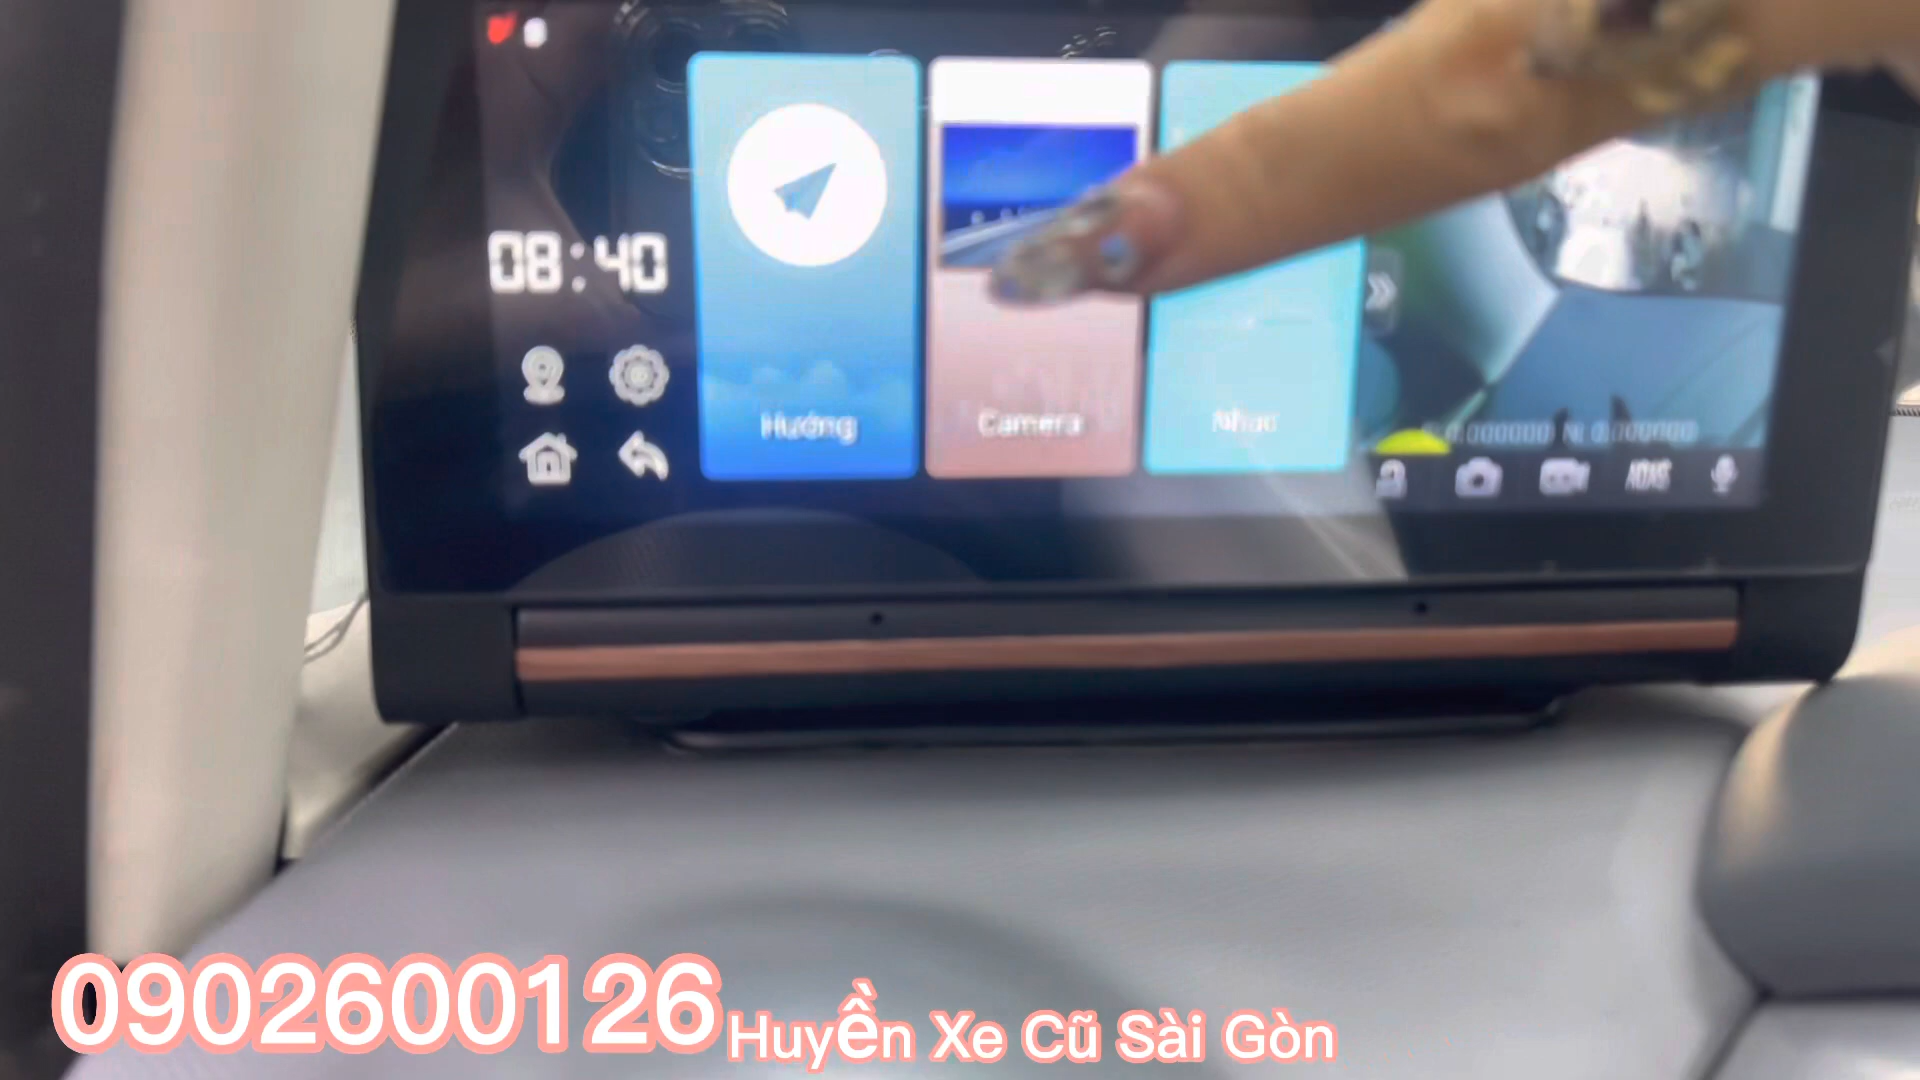 08:40
Hướng
Camera
Nhạc
ADAS
0902600126 Huyền Xe Cũ Sài Gòn